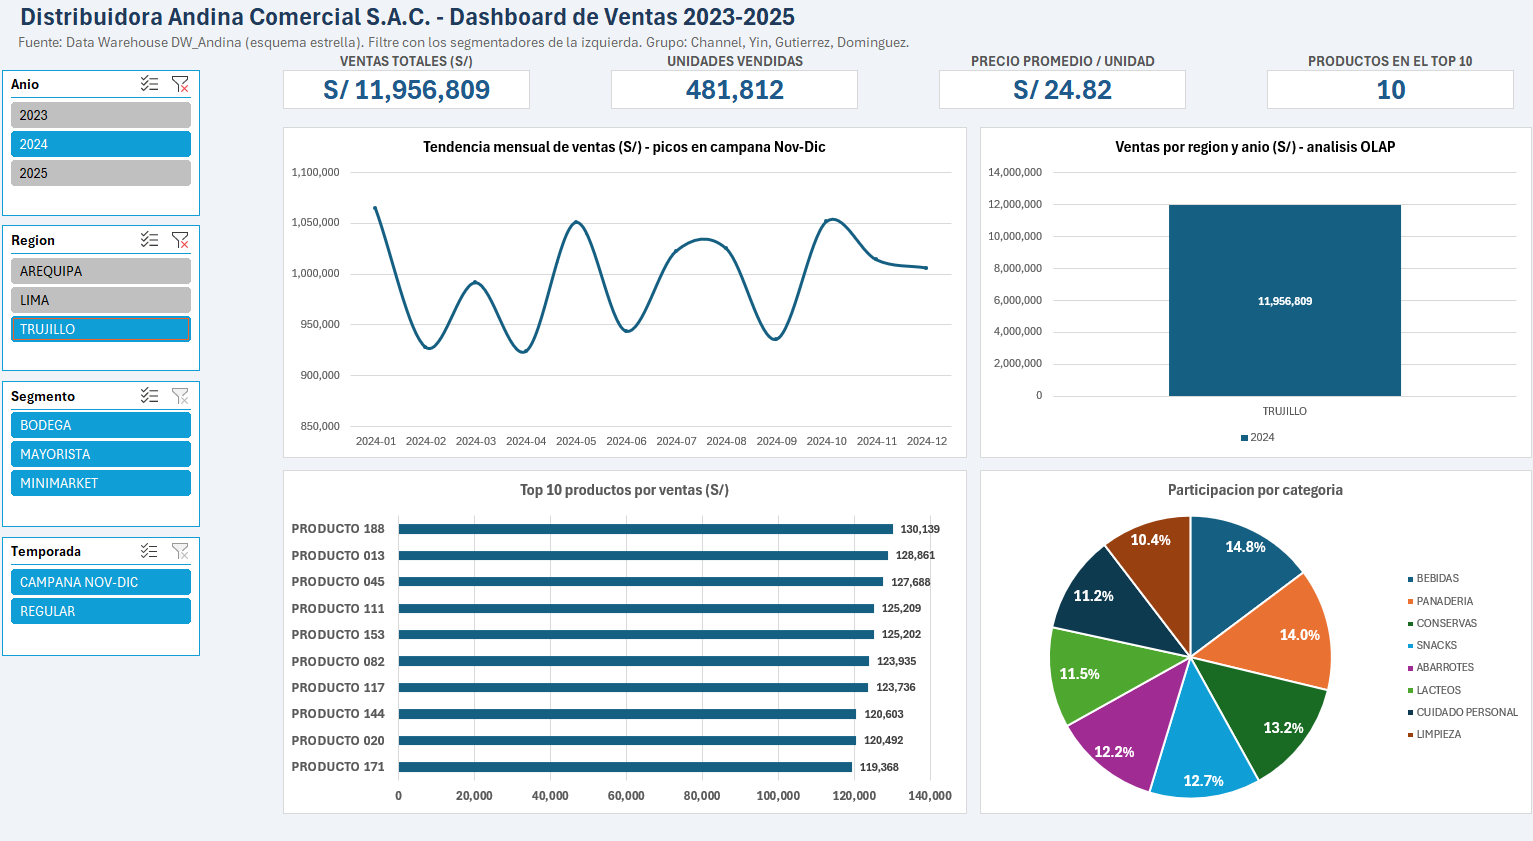 Distribuidora Andina Comercial S.A.C. - Dashboard de Ventas 2023-2025
Fuente: Data Warehouse DW_Andina (esquema estrella). Filtre con los segmentadores de la izquierda. Grupo: Channel, Yin, Gutierrez, Dominguez.
VENTAS TOTALES (S/)
S/ 11,956,809
UNIDADES VENDIDAS
481,812
PRECIO PROMEDIO / UNIDAD
S/ 24.82
PRODUCTOS EN EL TOP 10
10
Anio
2023
2024
2025
Region
AREQUIPA
LIMA
TRUJILLO
Segmento
BODEGA
MAYORISTA
MINIMARKET
Temporada
CAMPANA NOV-DIC
REGULAR
Tendencia mensual de ventas (S/) - picos en campana Nov-Dic
1,100,000
1,050,000
1,000,000
950,000
900,000
850,000
2024-01 2024-02 2024-03 2024-04 2024-05 2024-06 2024-07 2024-08 2024-09 2024-10 2024-11 2024-12
Ventas por region y anio (S/) - analisis OLAP
14,000,000
12,000,000
10,000,000
8,000,000
6,000,000
4,000,000
2,000,000
0
11,956,809
TRUJILLO
2024
Top 10 productos por ventas (S/)
PRODUCTO 188 130,139
PRODUCTO 013 128,861
PRODUCTO 045 127,688
PRODUCTO 111 125,209
PRODUCTO 153 125,202
PRODUCTO 082 123,935
PRODUCTO 117 123,736
PRODUCTO 144 120,603
PRODUCTO 020 120,492
PRODUCTO 171 119,368
0 20,000 40,000 60,000 80,000 100,000 120,000 140,000
Participacion por categoria
14.8%
14.0%
13.2%
12.7%
12.2%
11.5%
11.2%
10.4%
BEBIDAS
PANADERIA
CONSERVAS
SNACKS
ABARROTES
LACTEOS
CUIDADO PERSONAL
LIMPIEZA